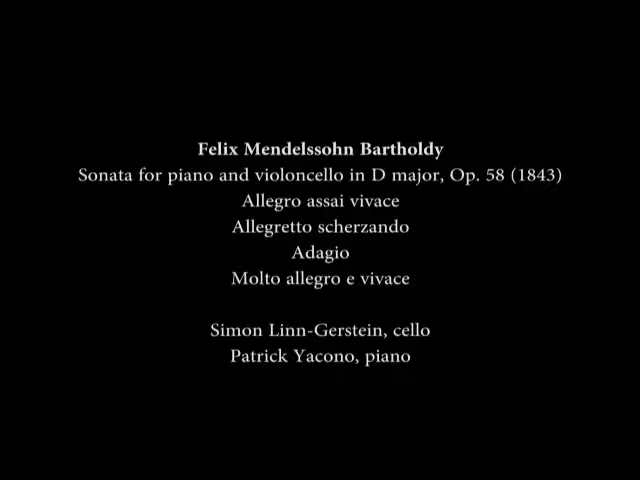 Felix Mendelssohn Bartholdy
Sonata for piano and violoncello in D major, Op. 58 (1843)
Allegro assai vivace
Allegretto scherzando
Adagio
Molto allegro e vivace
Simon Linn-Gerstein, cello
Patrick Yacono, piano